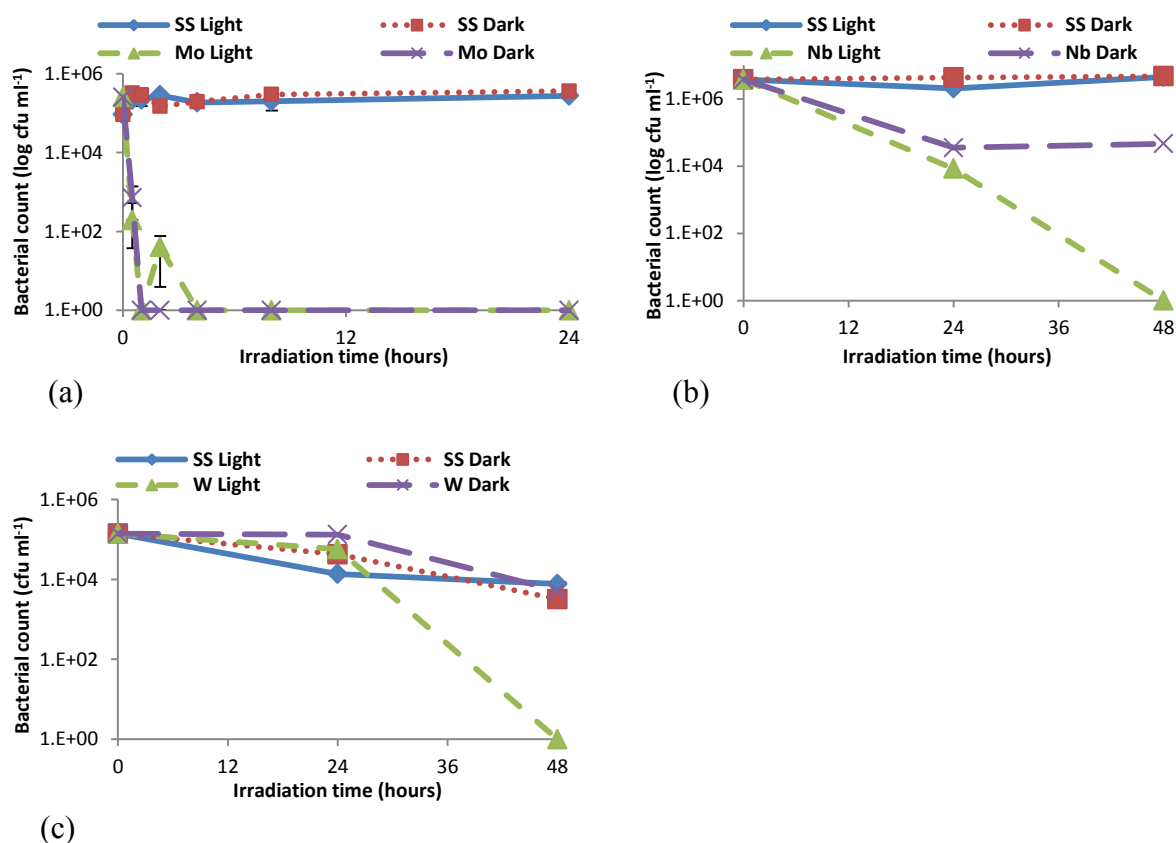 SS Light SS Dark
Mo Light Mo Dark
1.E+06
1.E+04
1.E+02
1.E+00
0 12 24
Bacterial count (log cfu ml-1)
Irradiation time (hours)
(a)
SS Light SS Dark
Nb Light Nb Dark
1.E+06
1.E+04
1.E+02
1.E+00
0 12 24 36 48
Bacterial count (log cfu ml-1)
Irradiation time (hours)
(b)
SS Light SS Dark
W Light W Dark
1.E+06
1.E+04
1.E+02
1.E+00
0 12 24 36 48
Bacterial count (cfu ml-1)
Irradiation time (hours)
(c)